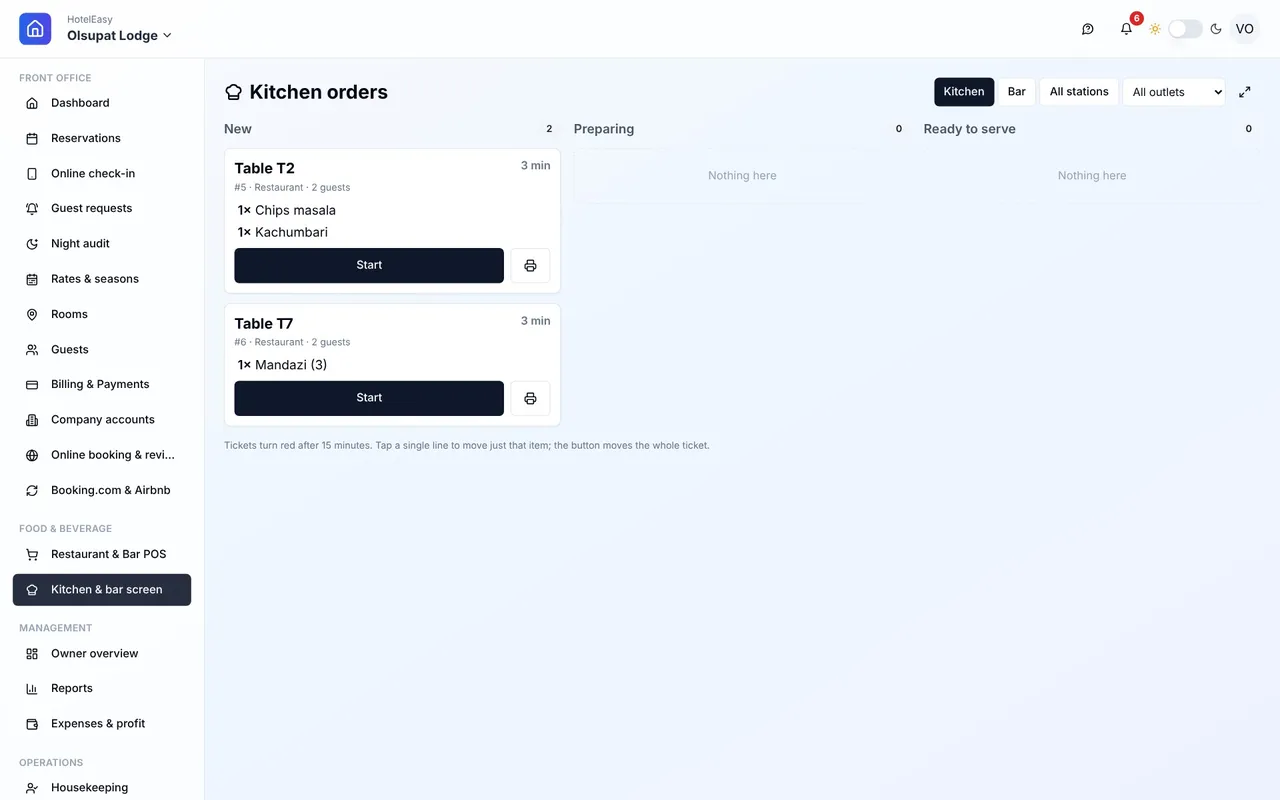 HotelEasy
Olsupat Lodge
6
VO
FRONT OFFICE
Dashboard
Reservations
Online check-in
Guest requests
Night audit
Rates & seasons
Rooms
Guests
Billing & Payments
Company accounts
Online booking & revi...
Booking.com & Airbnb
FOOD & BEVERAGE
Restaurant & Bar POS
Kitchen & bar screen
MANAGEMENT
Owner overview
Reports
Expenses & profit
OPERATIONS
Housekeeping
Kitchen orders
Kitchen
Bar
All stations
All outlets
New 2
Table T2 3 min
#5 · Restaurant · 2 guests
1× Chips masala
1× Kachumbari
Start
Table T7 3 min
#6 · Restaurant · 2 guests
1× Mandazi (3)
Start
Tickets turn red after 15 minutes. Tap a single line to move just that item; the button moves the whole ticket.
Preparing 0
Nothing here
Ready to serve 0
Nothing here